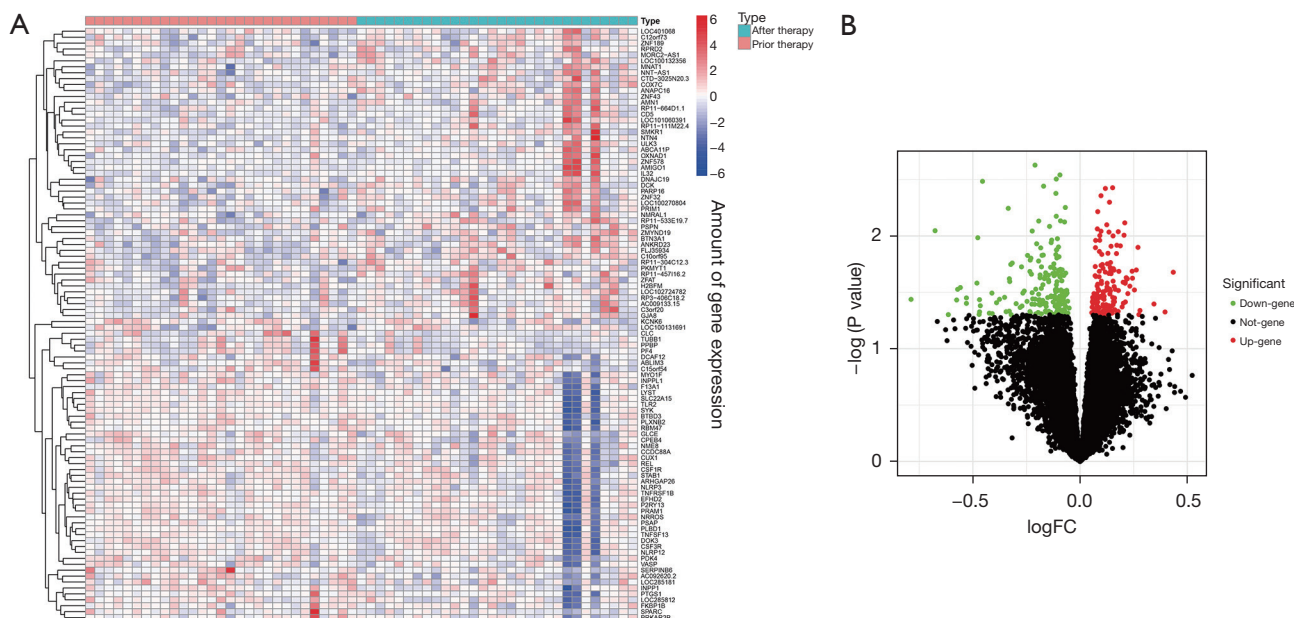 A
Type
LOC401068
C12orf73
ZNF189
RPRD2
MORC2-AS1
LOC100132356
MNAT1
NNT-AS1
CTD-3025N20.3
COX7C
ANAPC16
ZNF43
AMN1
RP11-664D1.1
CD5
LOC101060391
RP11-111M22.4
SMKR1
NTN4
ULK3
ABCA11P
OXNAD1
ZNF578
AMIGO1
IL32
DNAJC19
DCK
PARP16
ZNF32
LOC100270804
PRIM1
NMRAL1
RP11-533E19.7
PSPN
ZMYND19
BTN3A1
ANKRD23
FLJ35934
C10orf95
RP11-304C12.3
PKMYT1
RP11-457I16.2
ZFAT
H2BFM
LOC102724782
RP3-406C18.2
AC009133.15
C3orf20
GJA8
KCNK6
LOC100131691
CLC
TUBB1
PPBP
PF4
DCAF12
ABLIM3
C15orf54
MYO1F
INPPL1
F13A1
LYST
SLC22A15
TLR2
SYK
BTBD3
PLXNB2
RBM47
GLCE
CPEB4
NME8
CCDC88A
CUX1
REL
CSF1R
STAB1
ARHGAP26
NLRP3
TNFRSF1B
EFHD2
P2RY13
PRAM1
NRROS
PSAP
PLBD1
TNFSF13
DOK3
CSF3R
NLRP12
PDK4
VASP
SERPINB6
AC092620.2
LOC285181
INPP1
PTGS1
LOC285812
FKBP1B
SPARC
PRKAR2B
6
4
2
0
−2
−4
−6
Amount of gene expression
Type
After therapy
Prior therapy
B
−log (P value)
2
1
0
−0.5
0.0
0.5
logFC
Significant
Down-gene
Not-gene
Up-gene